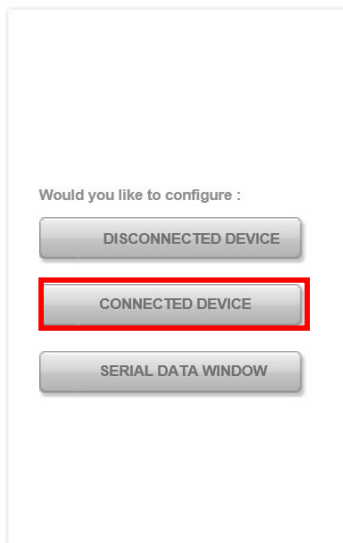 Would you like to configure :
DISCONNECTED DEVICE
CONNECTED DEVICE
SERIAL DATA WINDOW